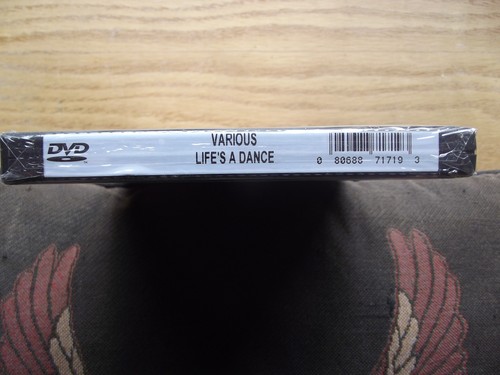 DVD
VARIOUS
LIFE'S A DANCE
0 80688 71719 3